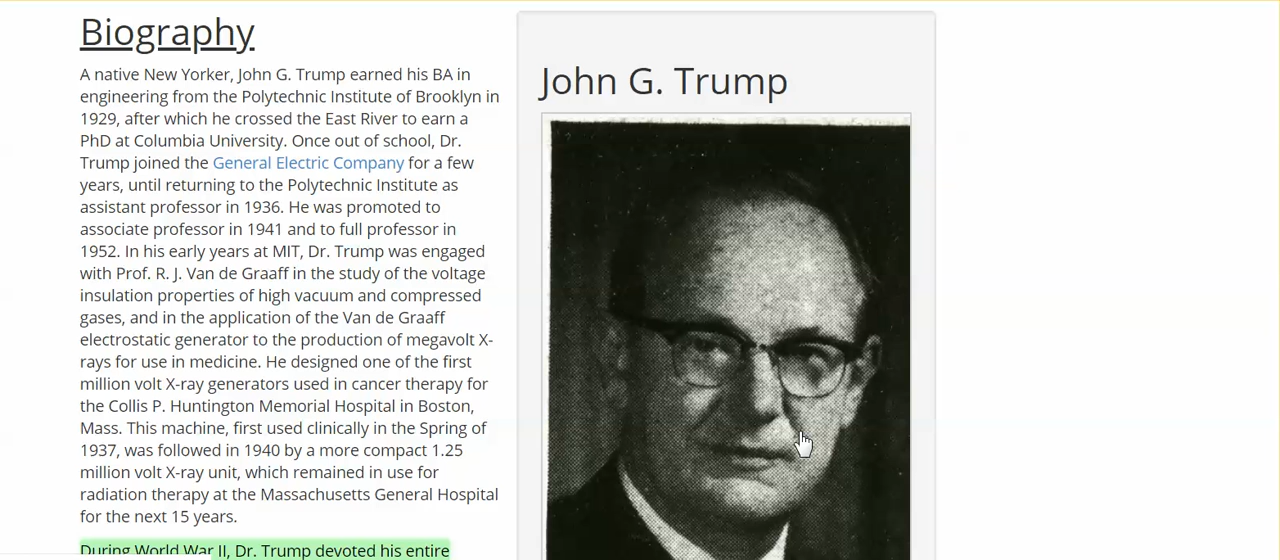 Biography
A native New Yorker, John G. Trump earned his BA in
engineering from the Polytechnic Institute of Brooklyn in
1929, after which he crossed the East River to earn a
PhD at Columbia University. Once out of school, Dr.
Trump joined the General Electric Company for a few
years, until returning to the Polytechnic Institute as
assistant professor in 1936. He was promoted to
associate professor in 1941 and to full professor in
1952. In his early years at MIT, Dr. Trump was engaged
with Prof. R. J. Van de Graaff in the study of the voltage
insulation properties of high vacuum and compressed
gases, and in the application of the Van de Graaff
electrostatic generator to the production of megavolt X-
rays for use in medicine. He designed one of the first
million volt X-ray generators used in cancer therapy for
the Collis P. Huntington Memorial Hospital in Boston,
Mass. This machine, first used clinically in the Spring of
1937, was followed in 1940 by a more compact 1.25
million volt X-ray unit, which remained in use for
radiation therapy at the Massachusetts General Hospital
for the next 15 years.
During World War II, Dr. Trump devoted his entire
John G. Trump